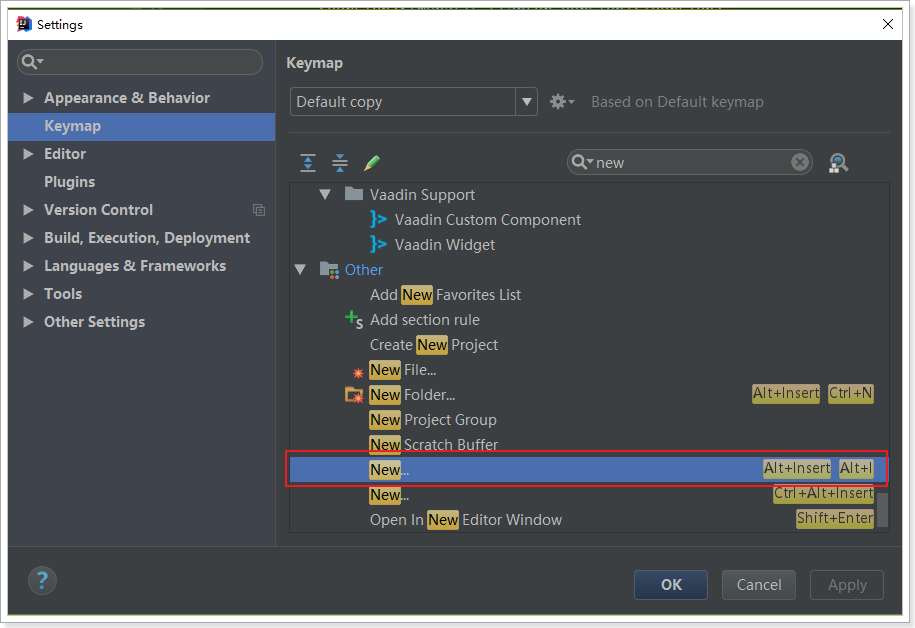 Settings
Keymap
Default copy
Based on Default keymap
Appearance & Behavior
Keymap
Editor
Plugins
Version Control
Build, Execution, Deployment
Languages & Frameworks
Tools
Other Settings
new
Vaadin Support
Vaadin Custom Component
Vaadin Widget
Other
Add New Favorites List
Add section rule
Create New Project
New File...
New Folder... Alt+Insert Ctrl+N
New Project Group
New Scratch Buffer
New... Alt+Insert Alt+I
New... Ctrl+Alt+Insert
Open In New Editor Window Shift+Enter
?
OK Cancel Apply